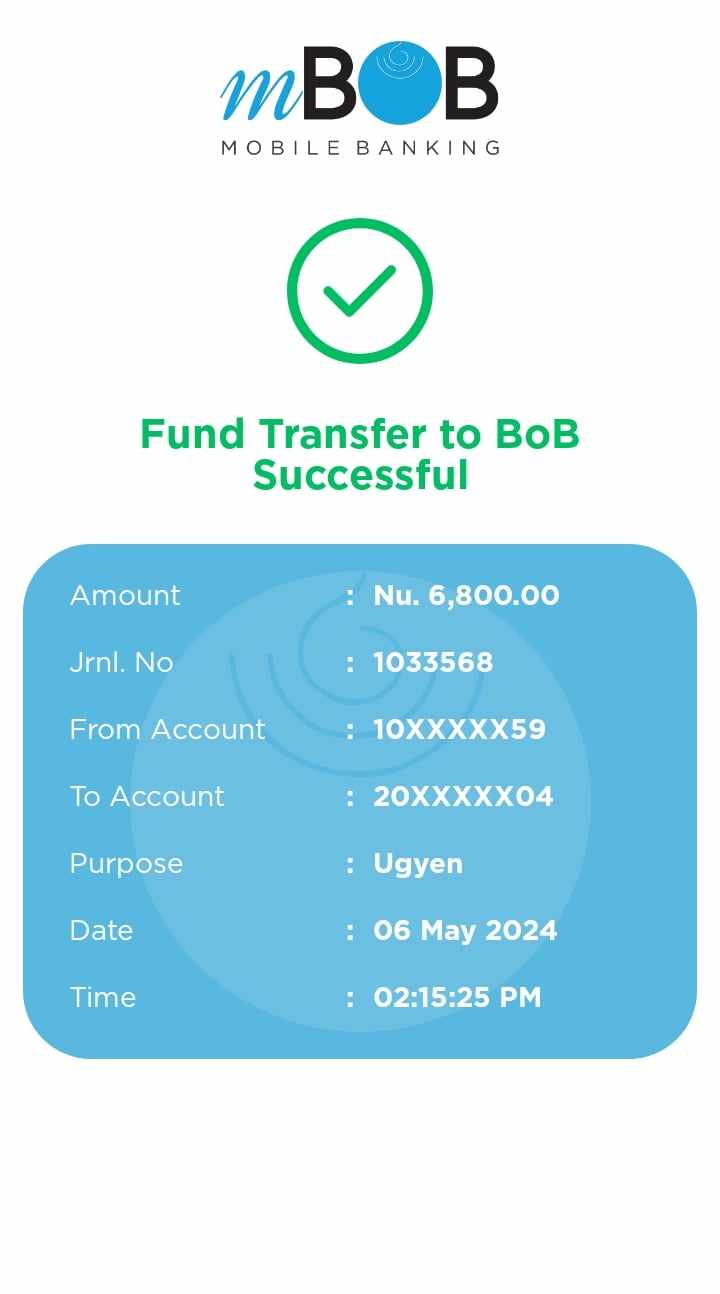 mBOB
MOBILE BANKING
Fund Transfer to BoB
Successful
Amount : Nu. 6,800.00
Jrnl. No : 1033568
From Account : 10XXXXX59
To Account : 20XXXXX04
Purpose : Ugyen
Date : 06 May 2024
Time : 02:15:25 PM